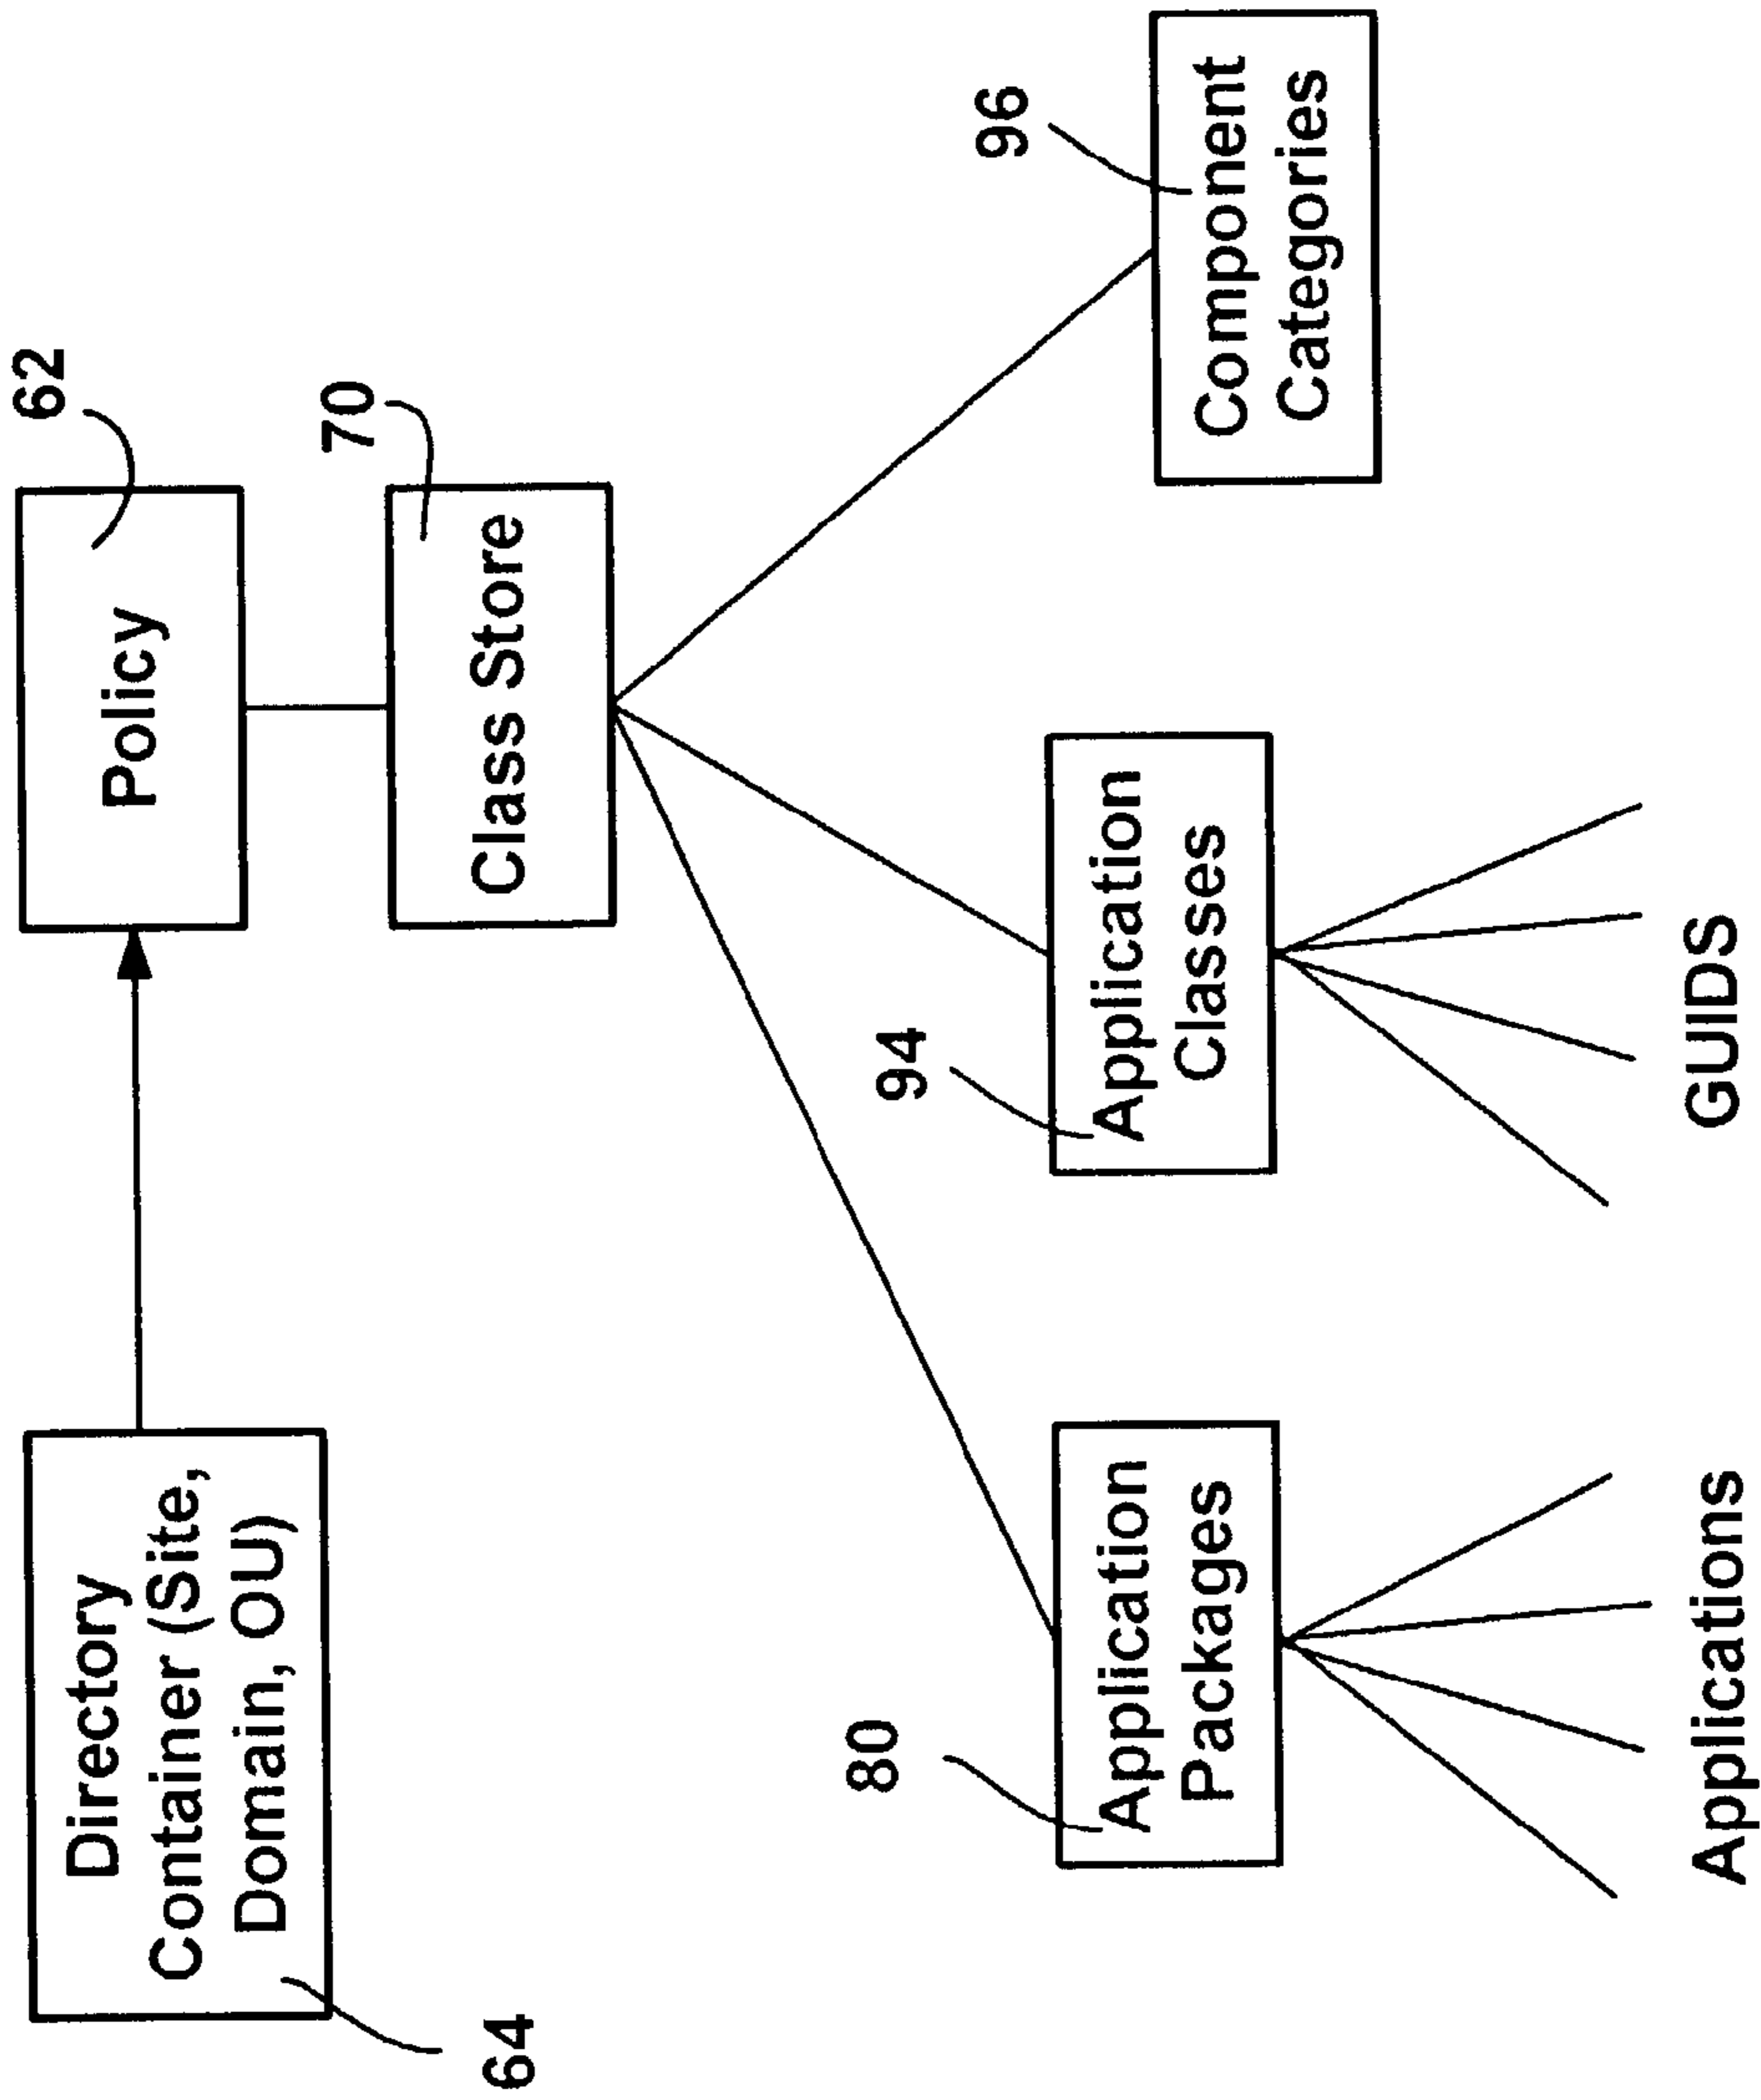 Directory
Container (Site,
Domain, OU)
64
Policy
62
Class Store
70
80
Application
Packages
94
Application
Classes
96
Component
Categories
Applications
GUIDS